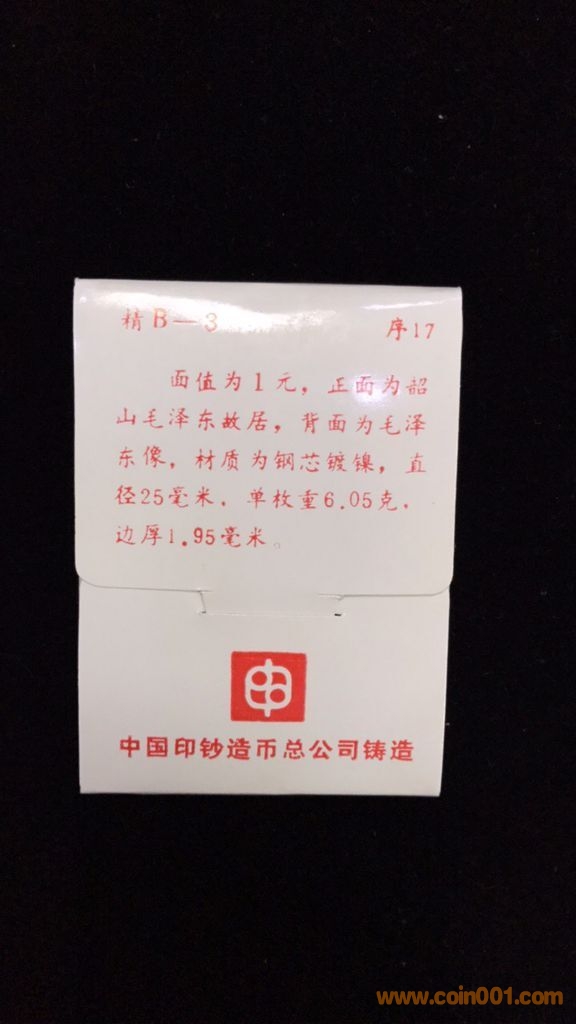 精B—3
序17
面值为1元，正面为韶
山毛泽东故居，背面为毛泽
东像，材质为钢芯镀镍，直
径25毫米．单枚重6.05克．
边厚1.95毫米。
中国印钞造币总公司铸造
www.coin001.com